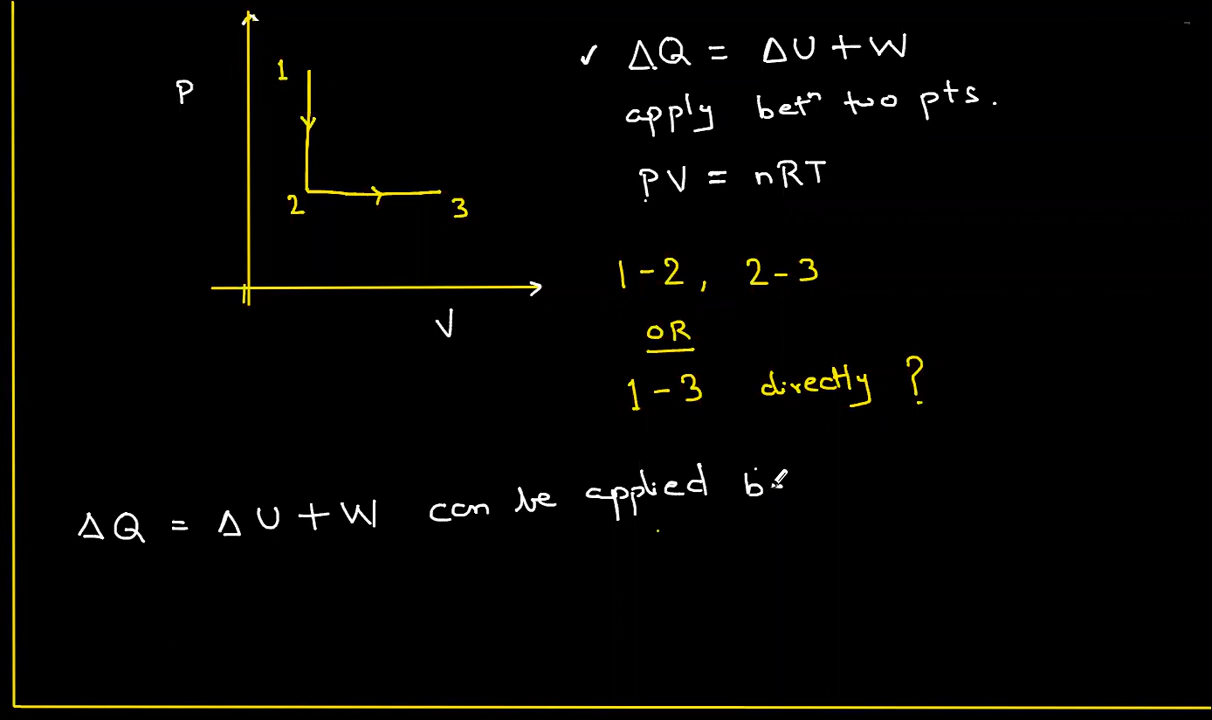 1
P
2
3
V
✓ ΔQ = ΔU + W
apply betⁿ two pts.
PV = nRT
1-2, 2-3
OR
1-3 directly ?
ΔQ = ΔU + W can be applied b